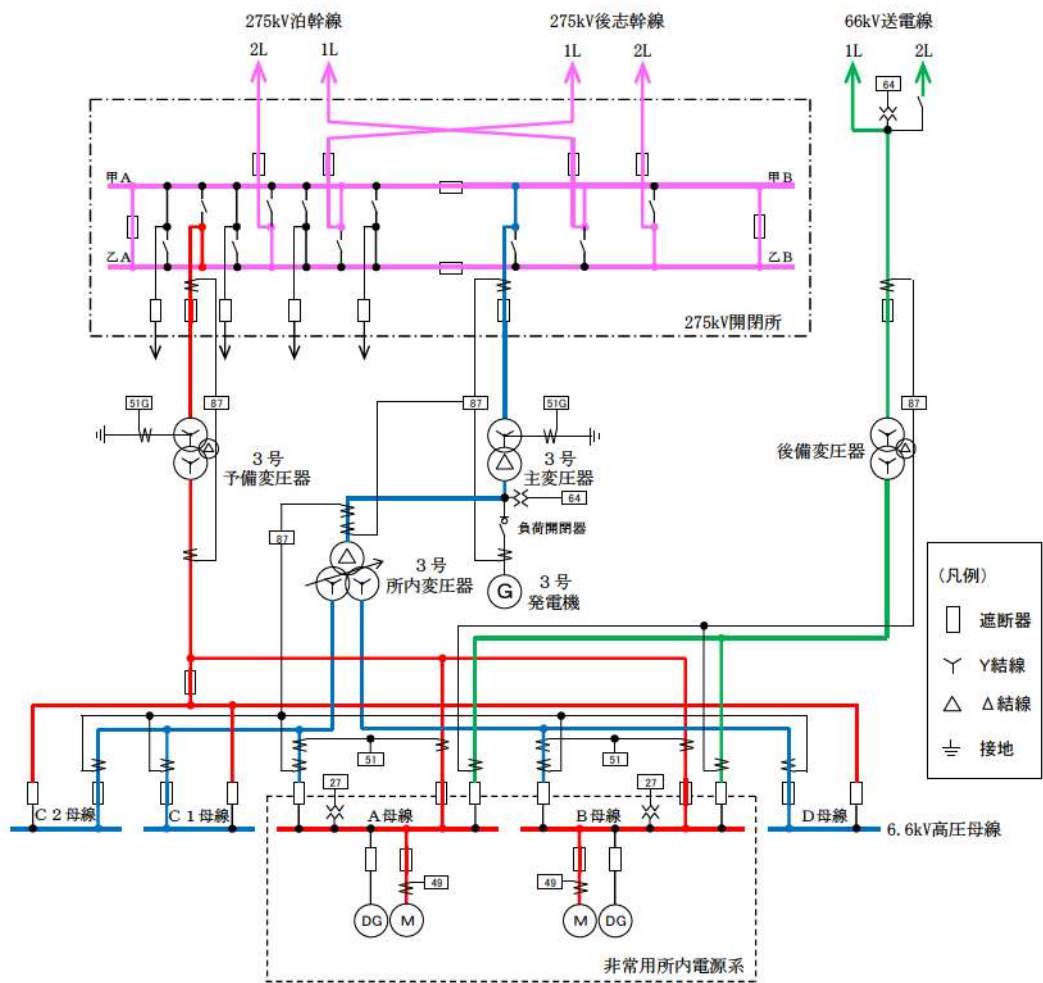 275kV泊幹線
275kV後志幹線
66kV送電線
2L
1L
1L
2L
1L
2L
64
甲A
甲B
乙A
乙B
275kV開閉所
51G
87
87
51G
87
3号
予備変圧器
3号
主変圧器
後備変圧器
64
87
負荷開閉器
3号
所内変圧器
G
3号
発電機
(凡例)
遮断器
Y結線
Δ結線
接地
51
51
27
27
C2母線
C1母線
A母線
B母線
D母線
6.6kV高圧母線
49
49
DG
M
M
DG
非常用所内電源系